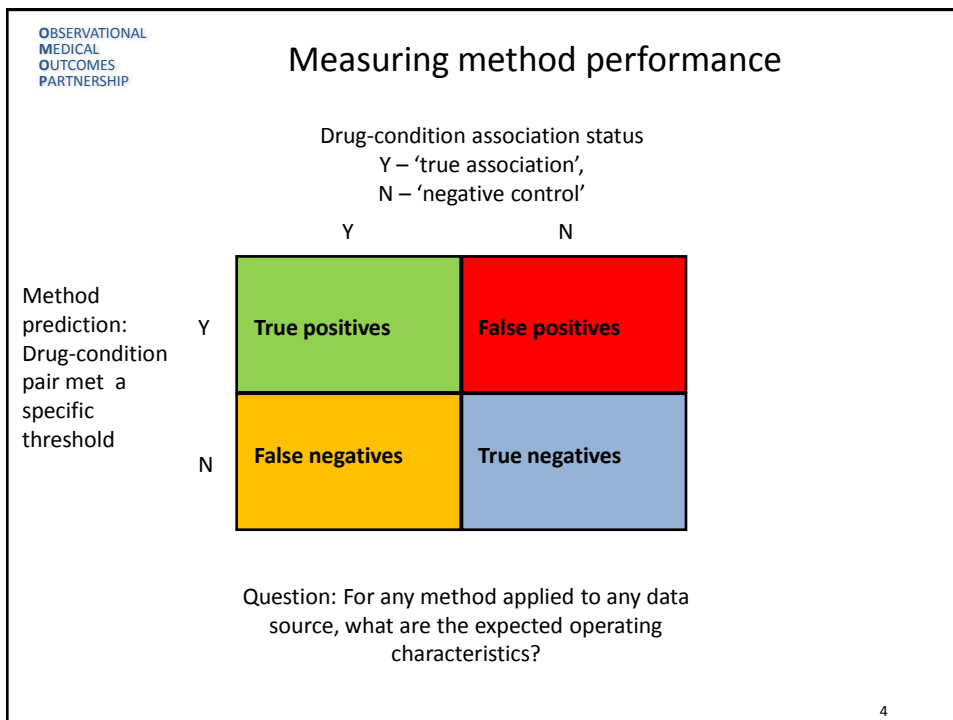 OBSERVATIONAL
MEDICAL
OUTCOMES
PARTNERSHIP
Measuring method performance
Drug-condition association status
Y – ‘true association’,
N – ‘negative control’
Y N
Method
prediction:
Drug-condition
pair met a
specific
threshold
Y
True positives
False positives
N
False negatives
True negatives
Question: For any method applied to any data
source, what are the expected operating
characteristics?
4